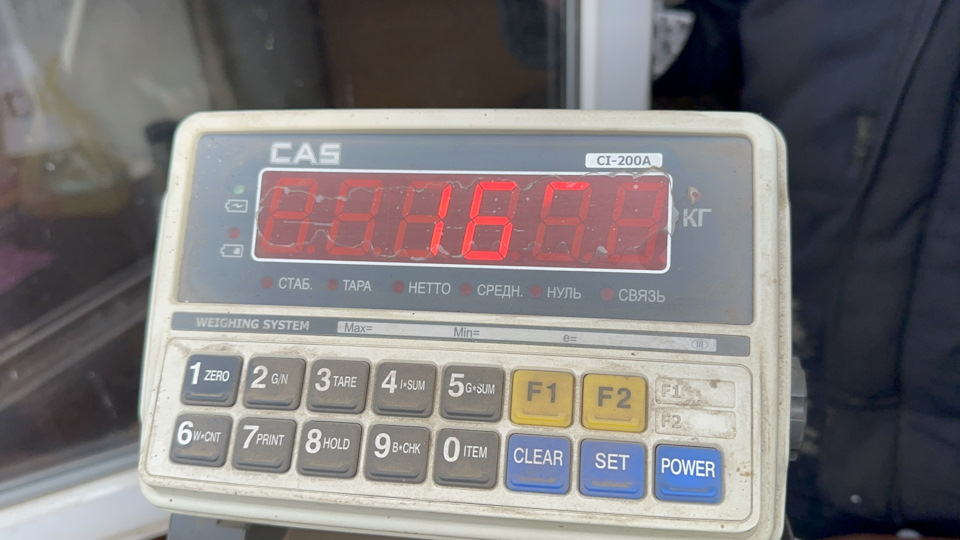 CAS
CI-200A
16
КГ
СТАБ. ТАРА НЕТТО СРЕДН. НУЛЬ СВЯЗЬ
WEIGHING SYSTEM Max= Min= e= III
1 ZERO 2 G/N 3 TARE 4 I•SUM 5 G•SUM F1 F2 F1
F2
6 W•CNT 7 PRINT 8 HOLD 9 B•CHK 0 ITEM CLEAR SET POWER